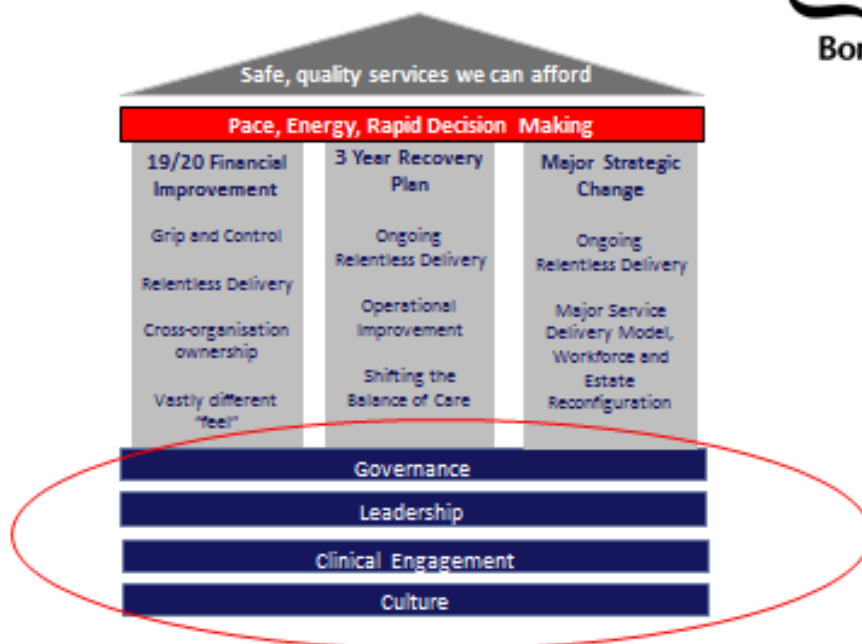 Bor
Safe, quality services we can afford
Pace, Energy, Rapid Decision Making
19/20 Financial
Improvement
Grip and Control
Relentless Delivery
Cross-organisation
ownership
Vastly different
"feel"
3 Year Recovery
Plan
Ongoing
Relentless Delivery
Operational
Improvement
Shifting the
Balance of Care
Major Strategic
Change
Ongoing
Relentless Delivery
Major Service
Delivery Model,
Workforce and
Estate
Reconfiguration
Governance
Leadership
Clinical Engagement
Culture